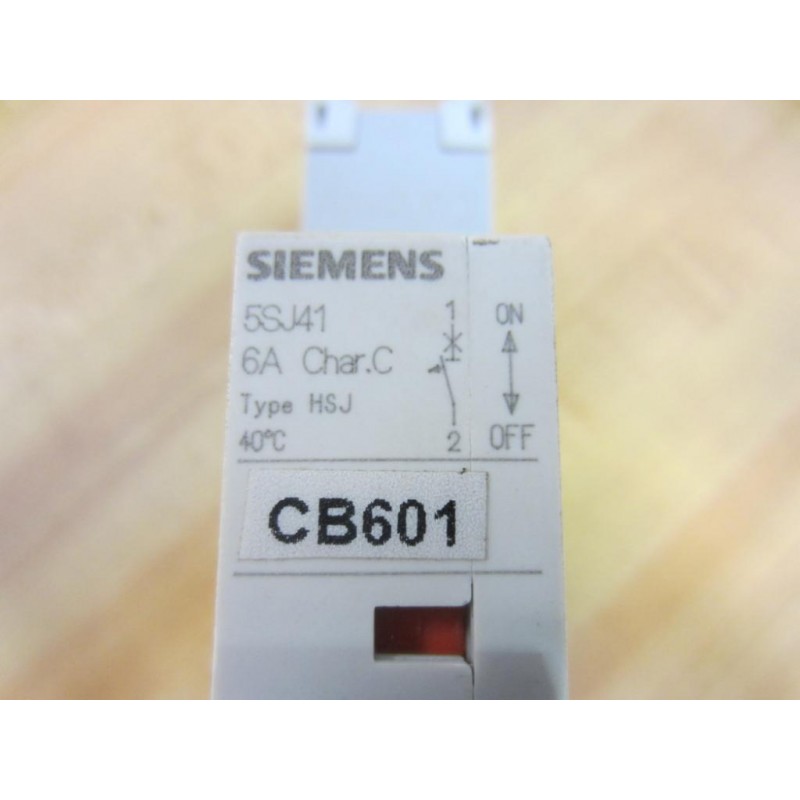 SIEMENS
5SJ41
6A Char.C
Type HSJ
40°C
1
2
ON
OFF
CB601